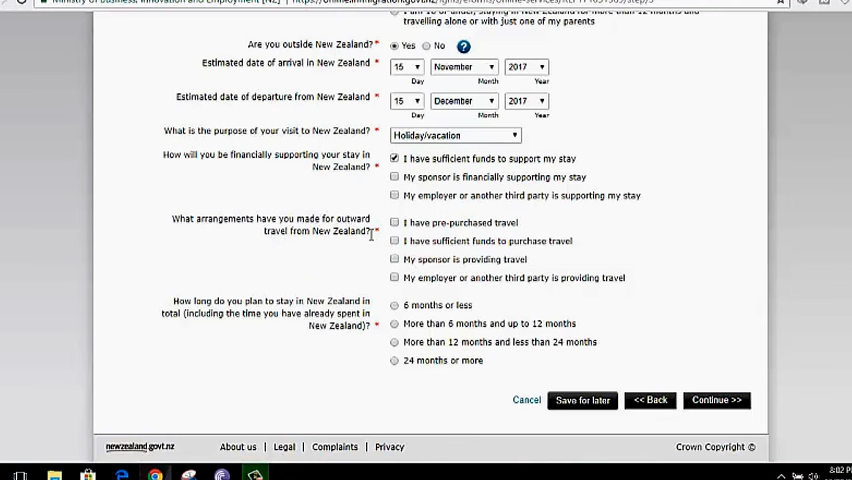 travelling alone or with just one of my parents
Are you outside New Zealand? * Yes No ?
Estimated date of arrival in New Zealand * 15 November 2017
Day Month Year
Estimated date of departure from New Zealand * 15 December 2017
Day Month Year
What is the purpose of your visit to New Zealand? * Holiday/vacation
How will you be financially supporting your stay in
New Zealand? *
I have sufficient funds to support my stay
My sponsor is financially supporting my stay
My employer or another third party is supporting my stay
What arrangements have you made for outward
travel from New Zealand? *
I have pre-purchased travel
I have sufficient funds to purchase travel
My sponsor is providing travel
My employer or another third party is providing travel
How long do you plan to stay in New Zealand in
total (including the time you have already spent in
New Zealand)? *
6 months or less
More than 6 months and up to 12 months
More than 12 months and less than 24 months
24 months or more
Cancel Save for later << Back Continue >>
newzealand.govt.nz About us | Legal | Complaints | Privacy Crown Copyright ©
8:02 PM